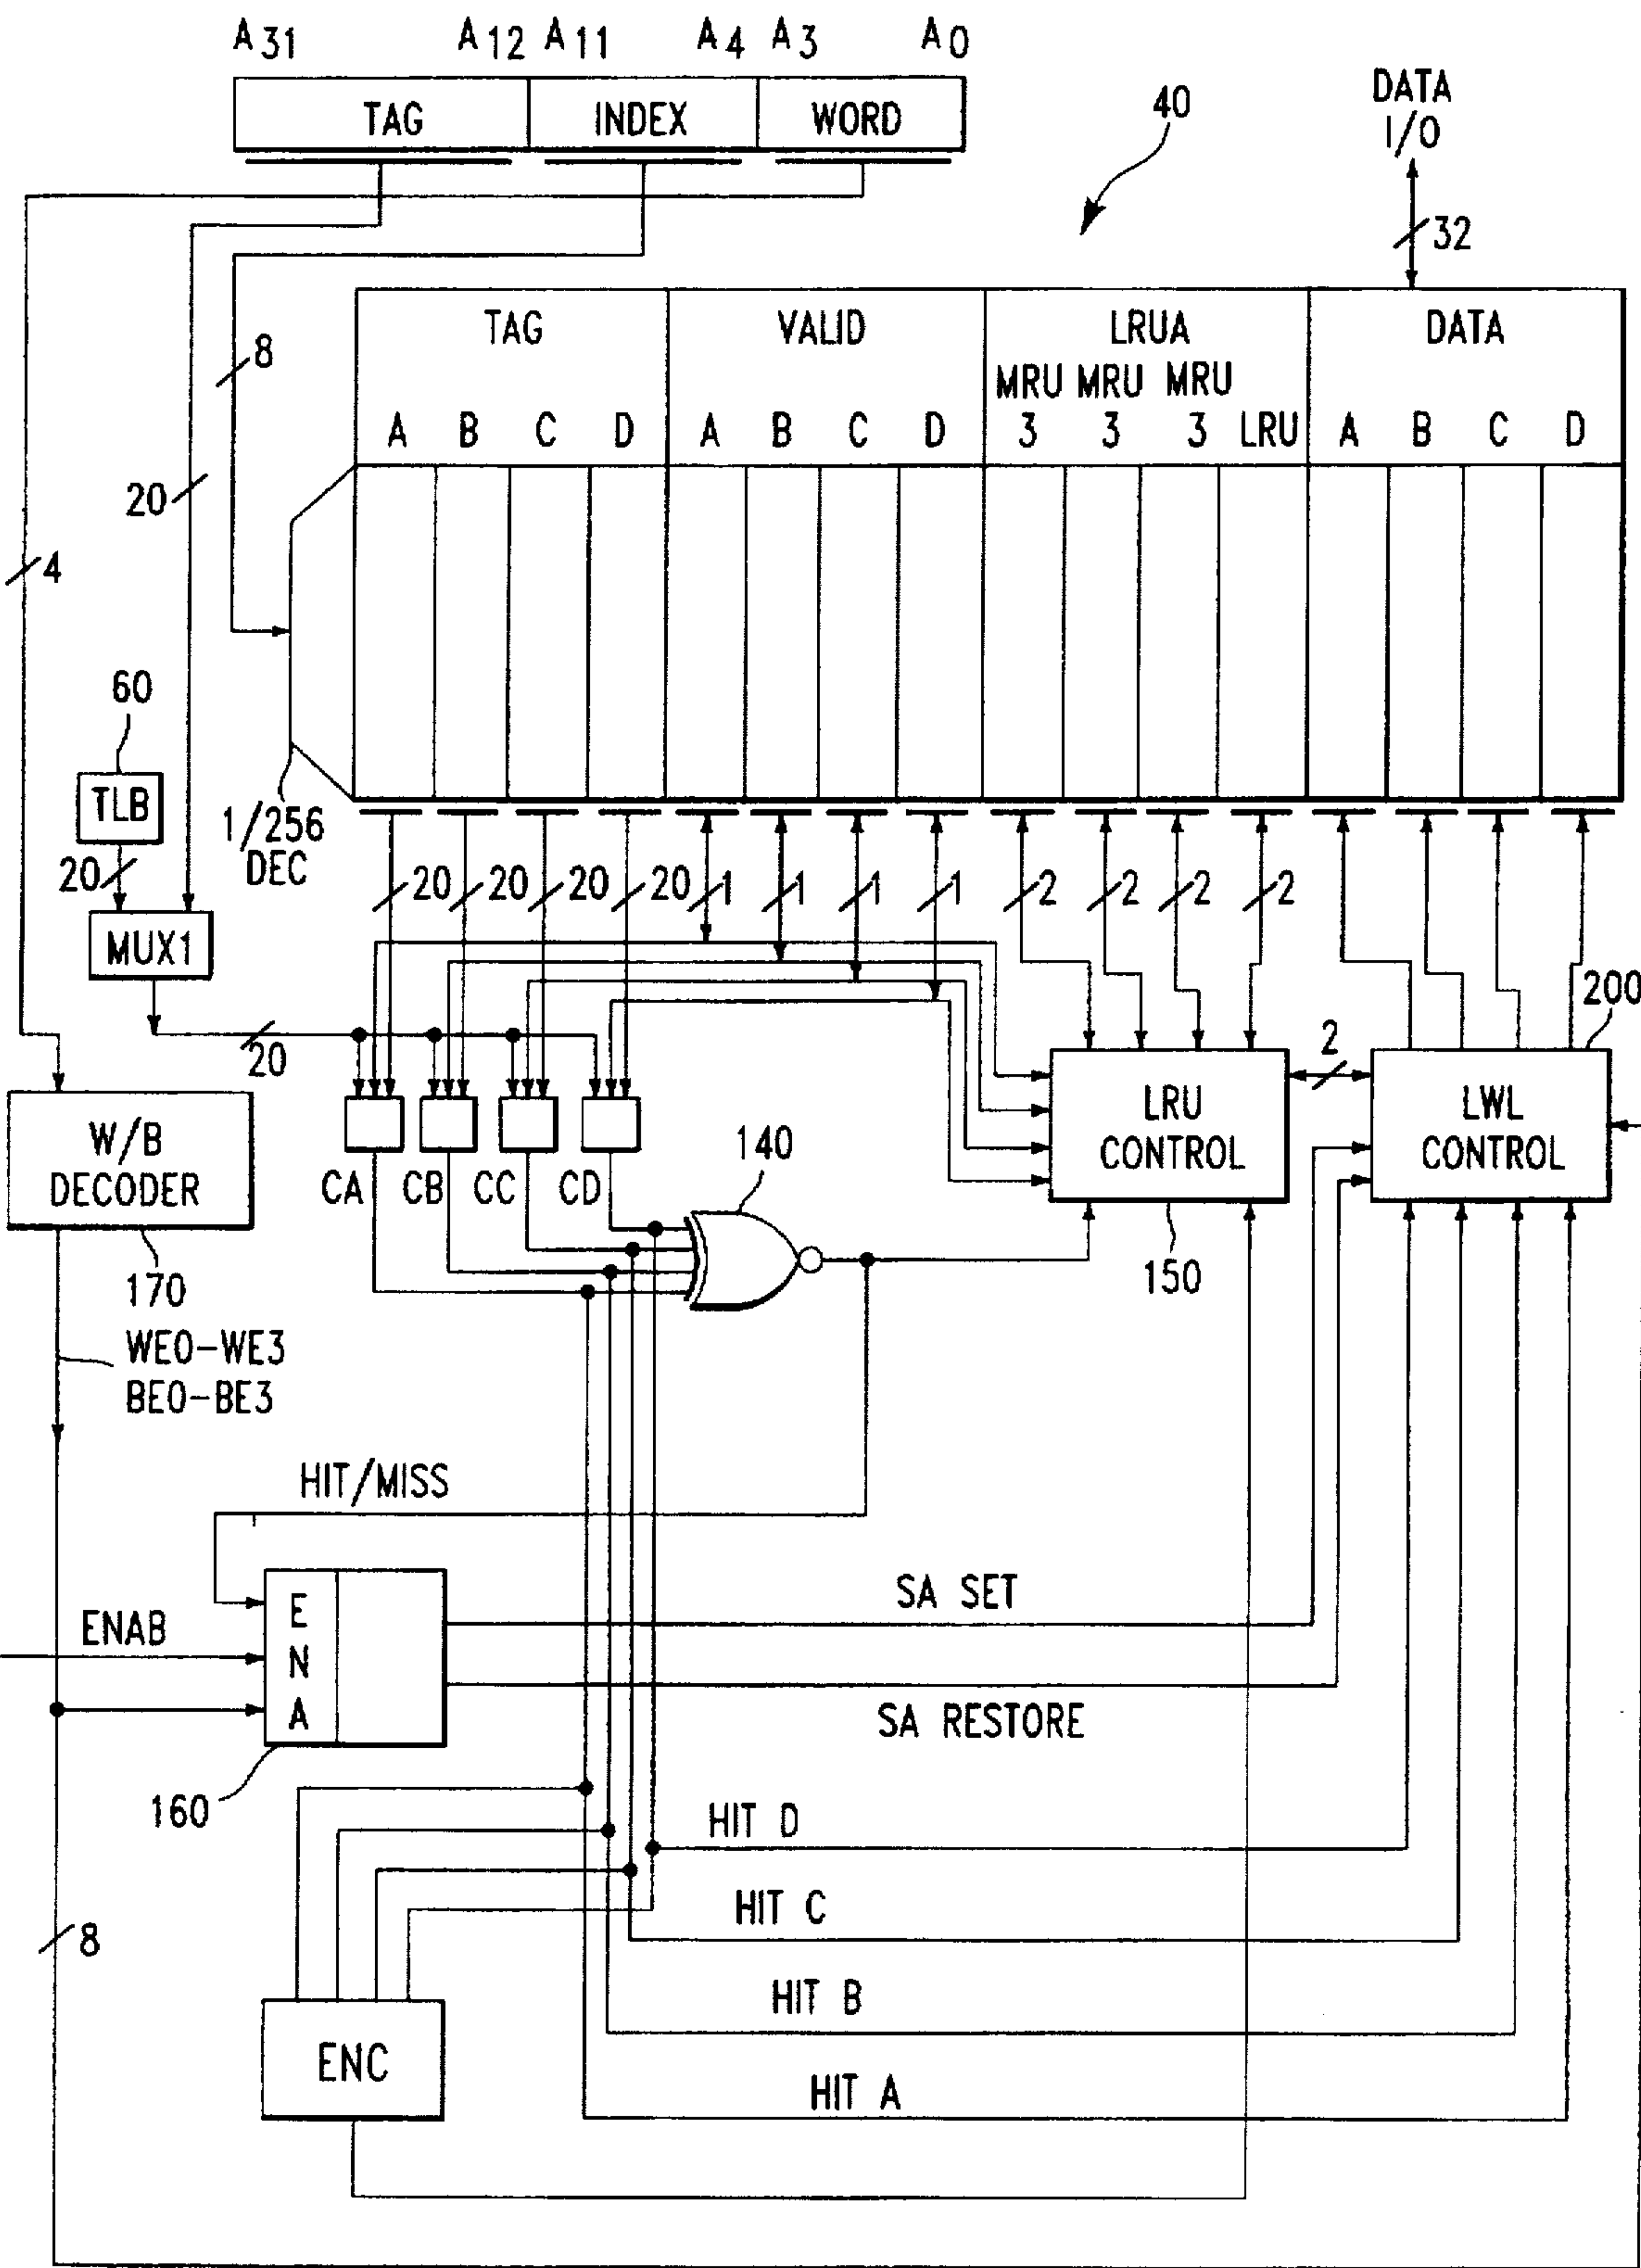 A31 A12 A11 A4 A3 A0
TAG INDEX WORD
40
DATA
I/O
32
TAG VALID LRUA DATA
MRU MRU MRU
A B C D A B C D 3 3 3 LRU A B C D
8
20
4
60
TLB
20
MUX1
1/256
DEC
20 20 20 20 1 1 1 1 2 2 2 2
20
200
2
W/B
DECODER
170
CA CB CC CD
140
LRU
CONTROL
150
LWL
CONTROL
WE0-WE3
BE0-BE3
HIT/MISS
ENAB
E
N
A
160
SA SET
SA RESTORE
HIT D
HIT C
HIT B
HIT A
8
ENC